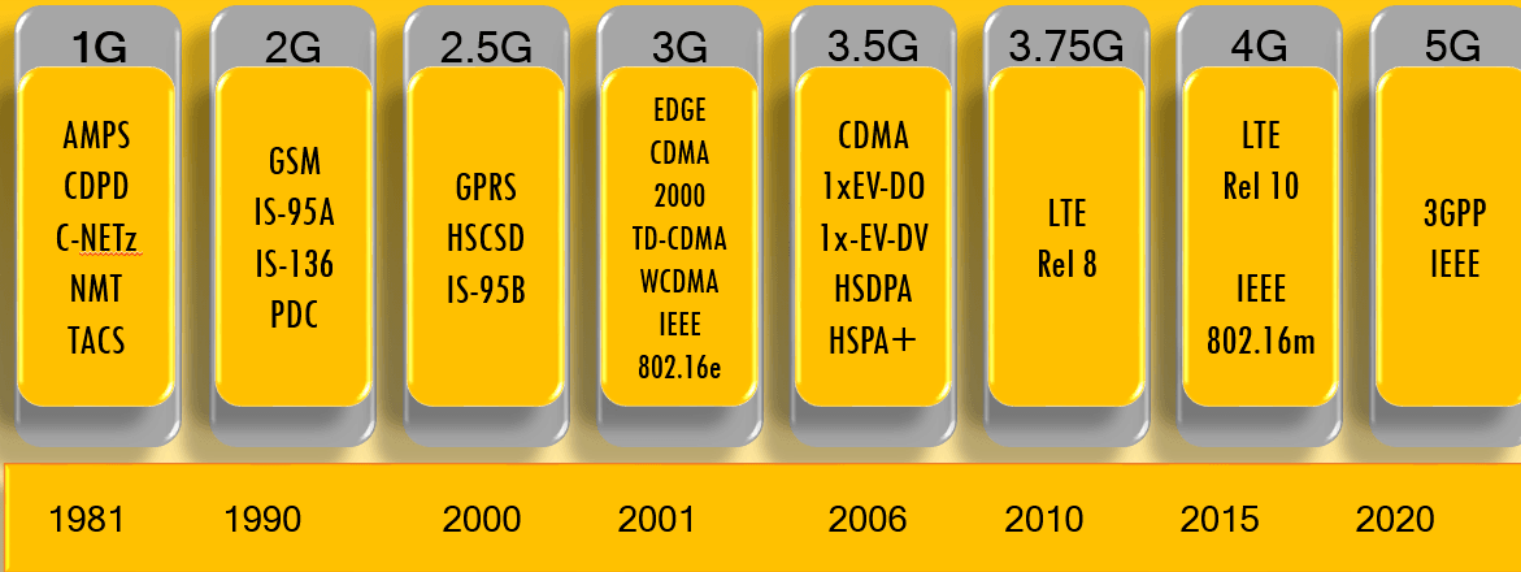 1G
AMPS
CDPD
C-NETz
NMT
TACS
2G
GSM
IS-95A
IS-136
PDC
2.5G
GPRS
HSCSD
IS-95B
3G
EDGE
CDMA
2000
TD-CDMA
WCDMA
IEEE
802.16e
3.5G
CDMA
1xEV-DO
1x-EV-DV
HSDPA
HSPA+
3.75G
LTE
Rel 8
4G
LTE
Rel 10
IEEE
802.16m
5G
3GPP
IEEE
1981 1990 2000 2001 2006 2010 2015 2020